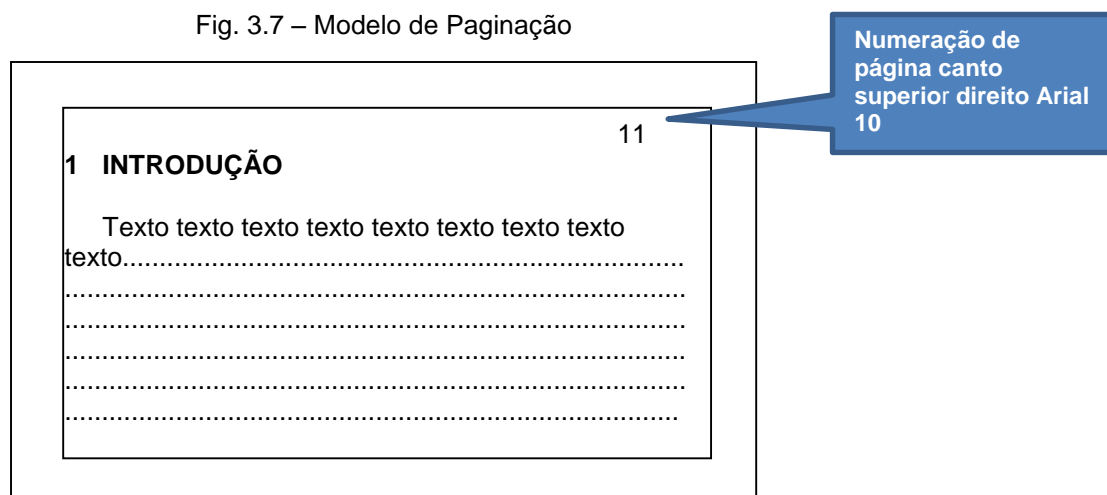 Fig. 3.7 – Modelo de Paginação
Numeração de
página canto
superior direito Arial
10
11
1 INTRODUÇÃO
Texto texto texto texto texto texto texto texto
texto............................................................................
....................................................................................
....................................................................................
....................................................................................
....................................................................................
...................................................................................